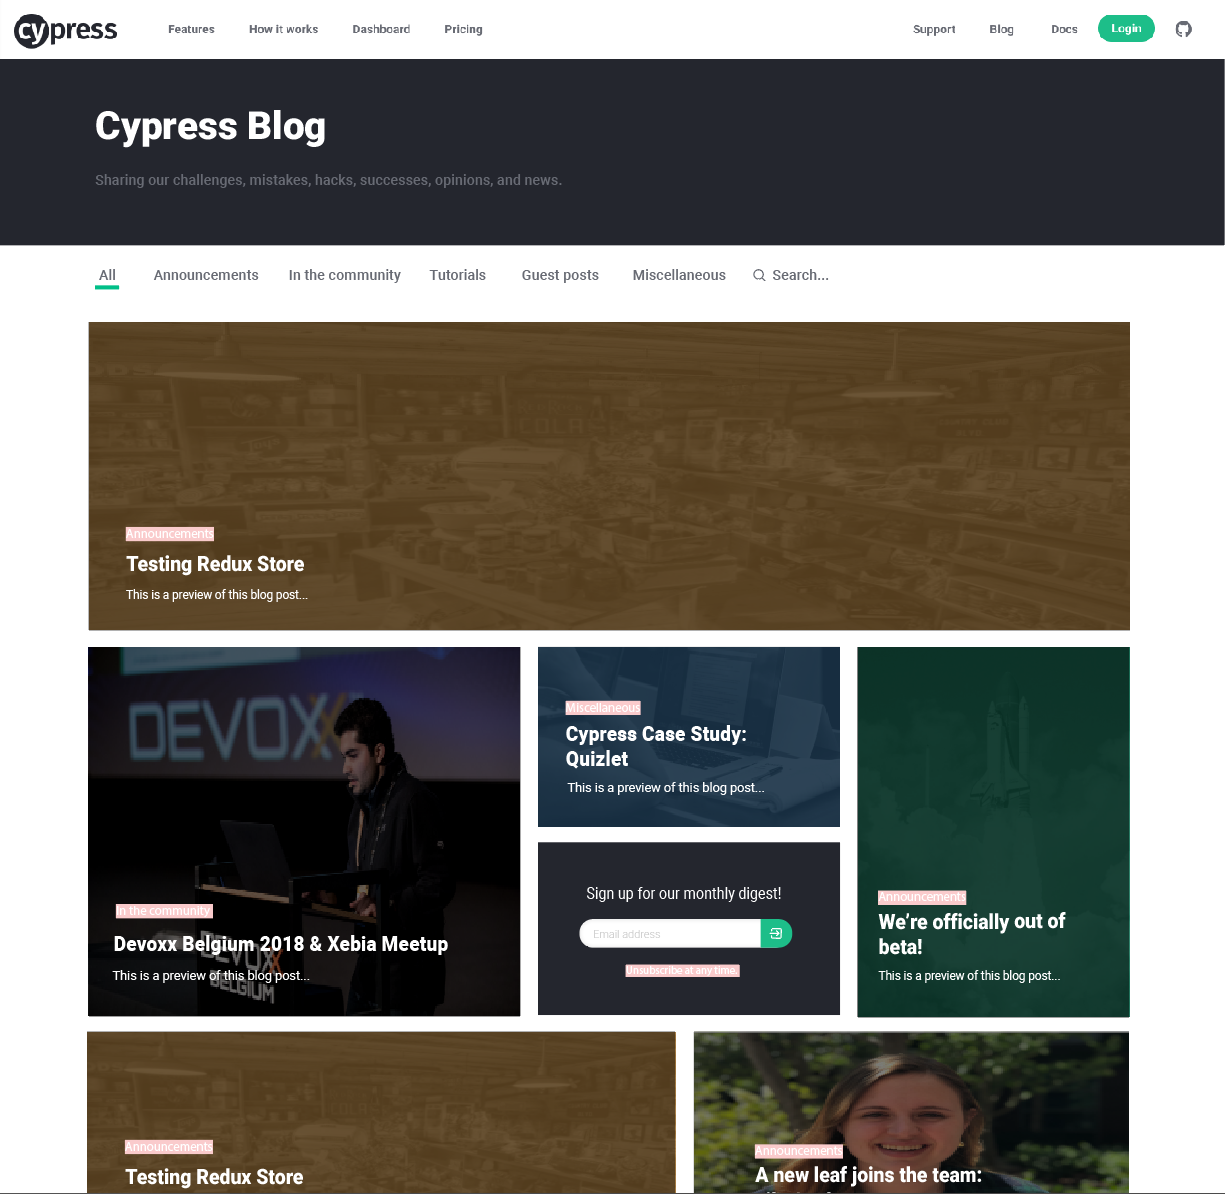 cypress
Features How it works Dashboard Pricing Support Blog Docs Login
Cypress Blog
Sharing our challenges, mistakes, hacks, successes, opinions, and news.
All Announcements In the community Tutorials Guest posts Miscellaneous Search...
Announcements
Testing Redux Store
This is a preview of this blog post...
DEVOXX
In the community
Devoxx Belgium 2018 & Xebia Meetup
This is a preview of this blog post...
DEVOXX
BELGIUM
Miscellaneous
Cypress Case Study:
Quizlet
This is a preview of this blog post...
Sign up for our monthly digest!
Email address
Unsubscribe at any time.
Announcements
We're officially out of
beta!
This is a preview of this blog post...
Announcements
Testing Redux Store
Announcements
A new leaf joins the team: